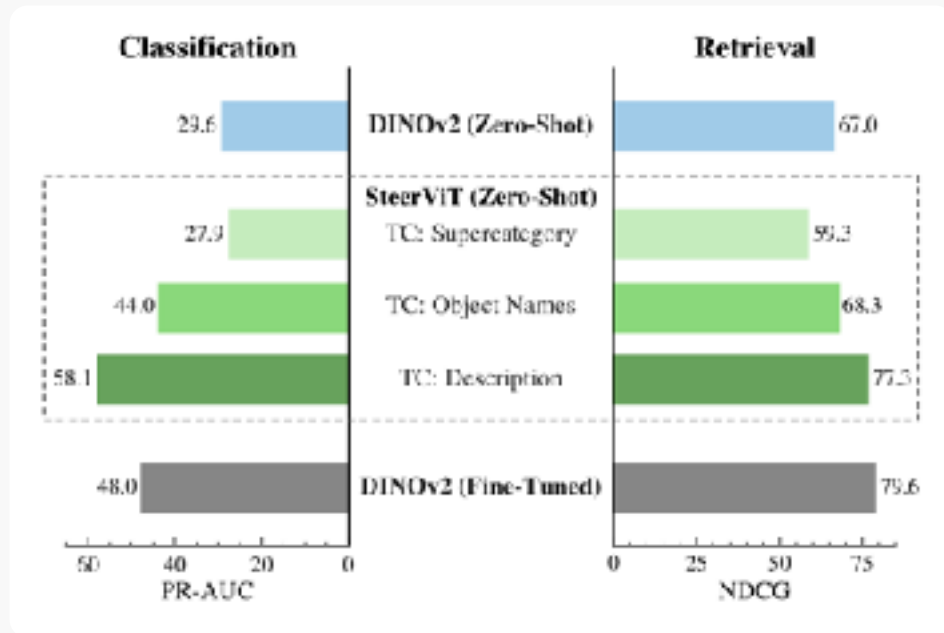 Classification
Retrieval
29.6
DINOv2 (Zero-Shot)
67.0
SteerViT (Zero-Shot)
27.9
TC: Supercategory
59.3
44.0
TC: Object Names
68.3
58.1
TC: Description
77.3
48.0
DINOv2 (Fine-Tuned)
79.6
60 40 20 0
0 25 50 75
PR-AUC
NDCG